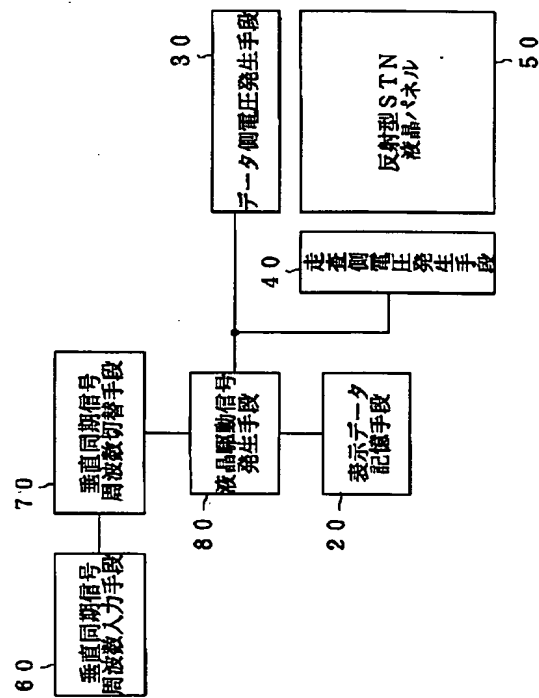 60
垂直同期信号
周波数入力手段
70
垂直同期信号
周波数切替手段
80
液晶駆動信号
発生手段
20
表示データ
記憶手段
30
データ側電圧発生手段
40
走査側電圧発生手段
50
反射型STN
液晶パネル